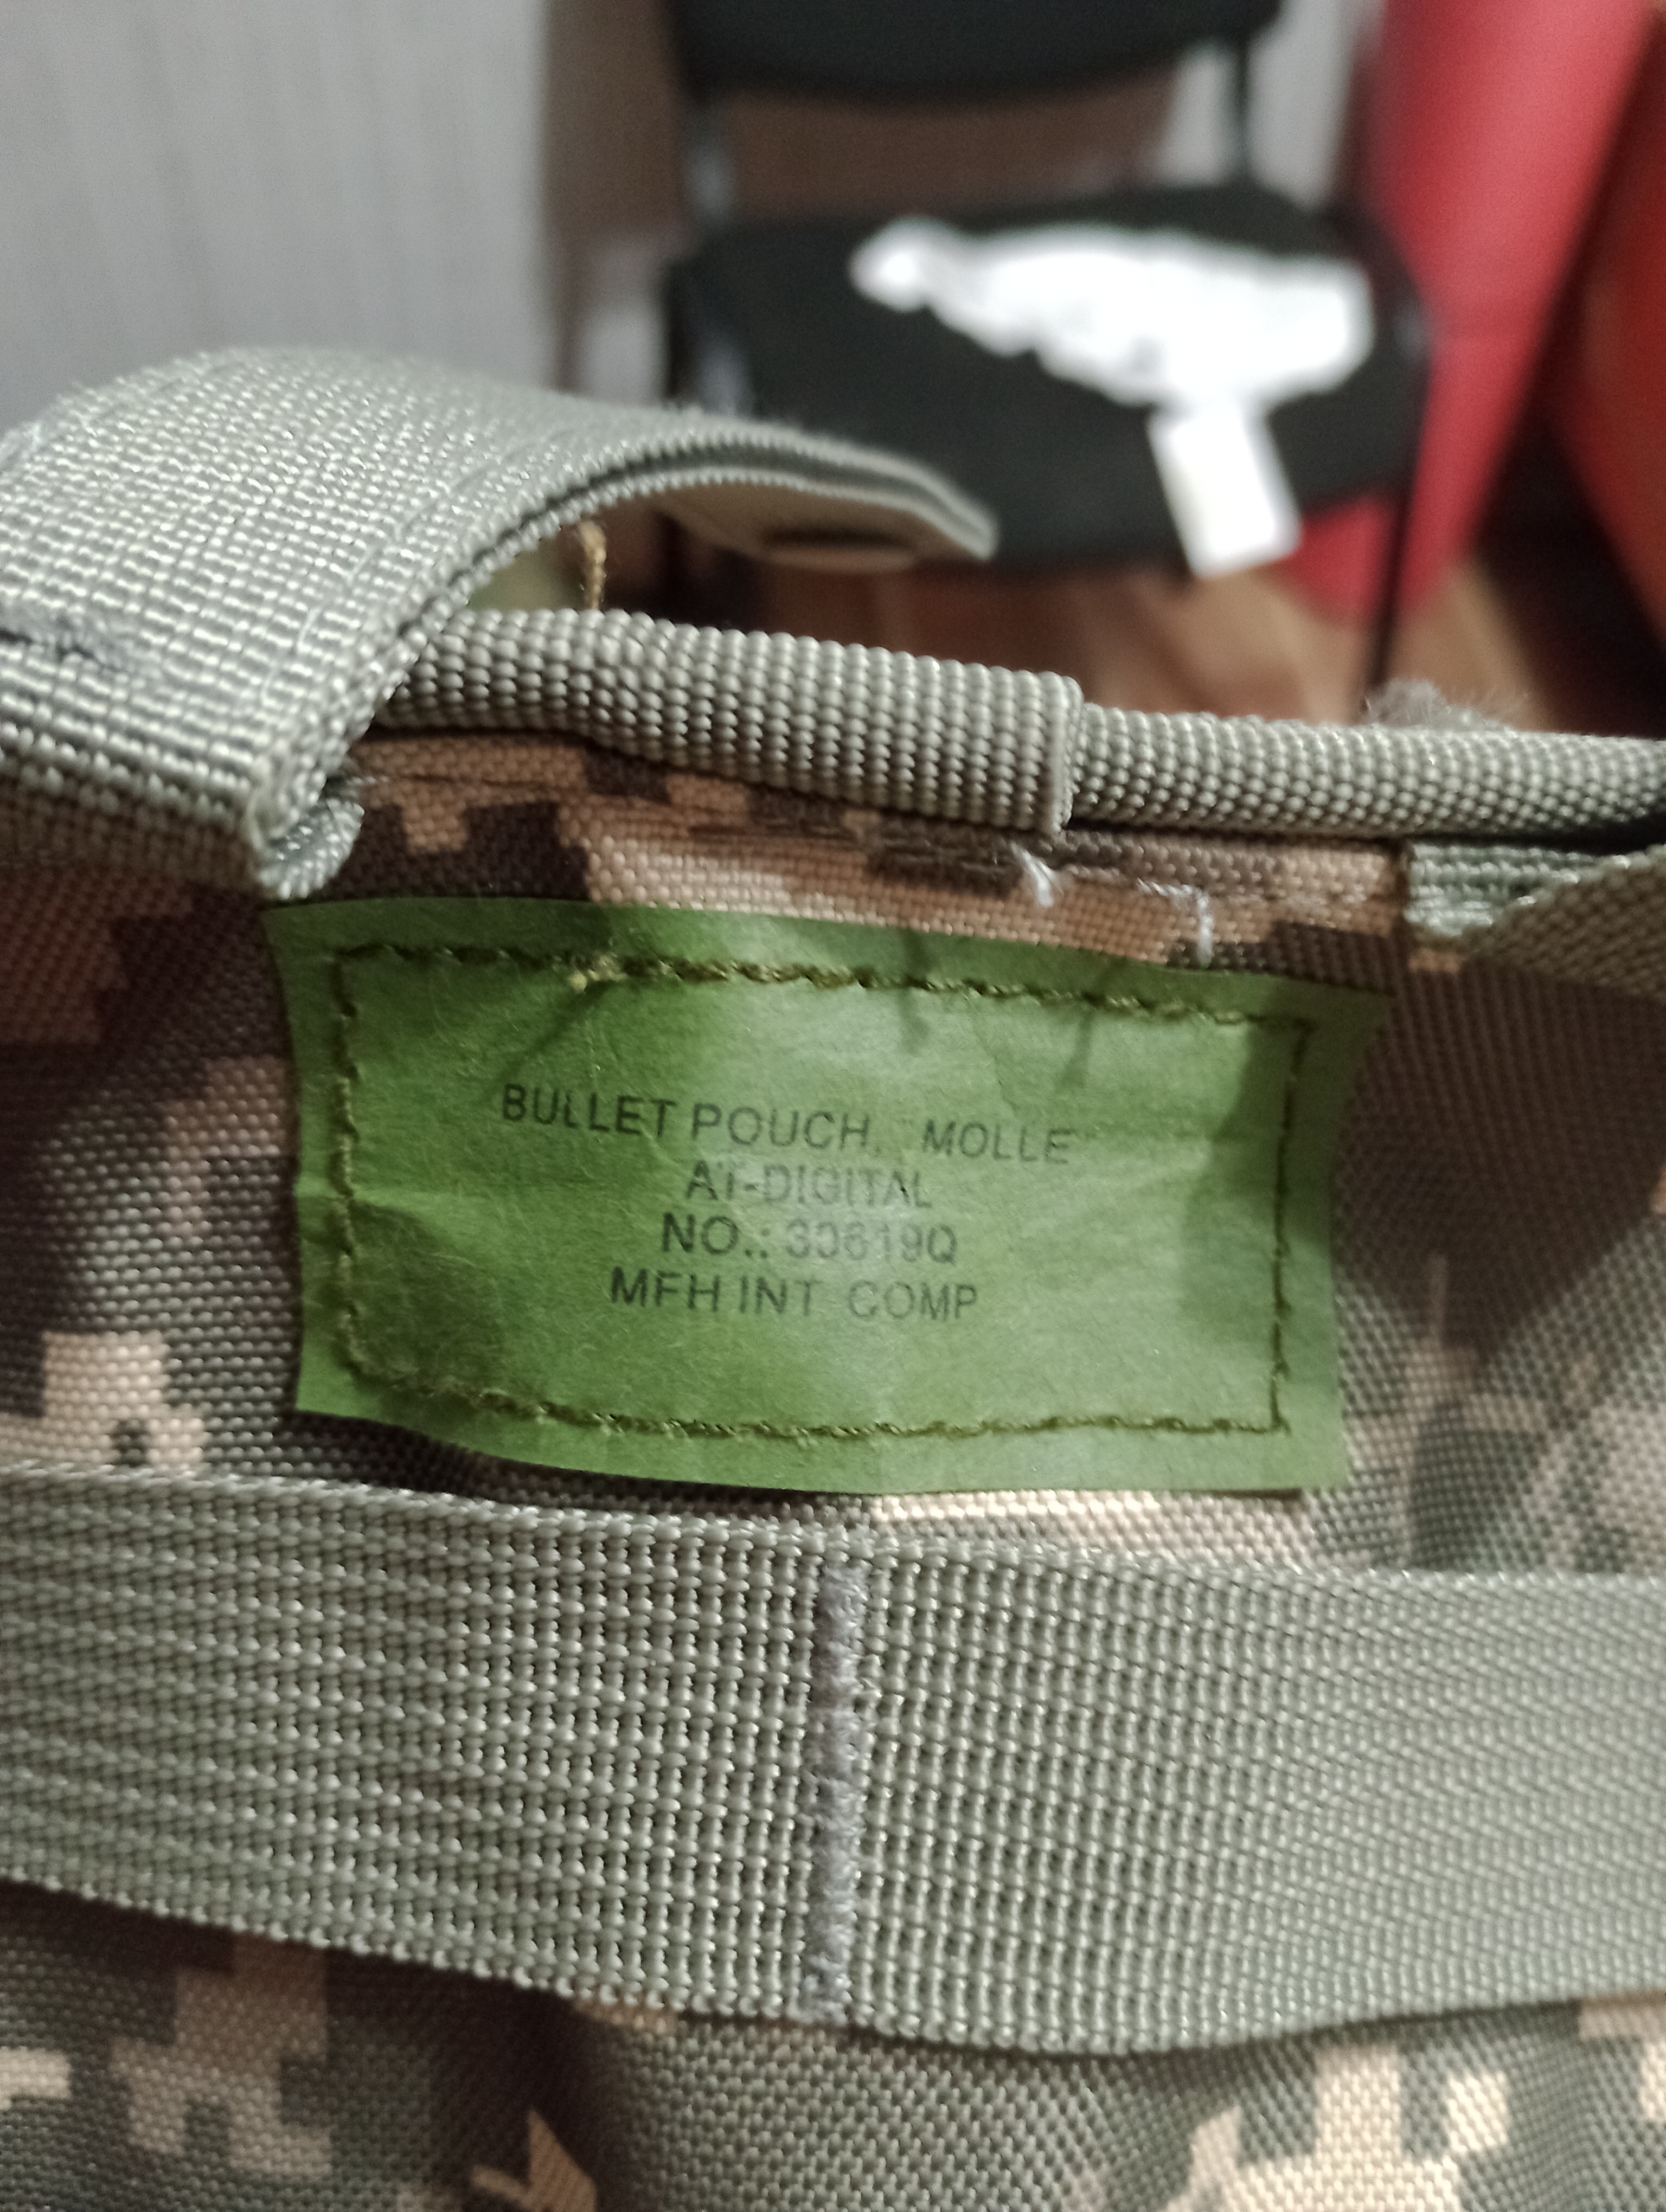 BULLET POUCH, "MOLLE"
AT-DIGITAL
NO.: 30619Q
MFH INT COMP